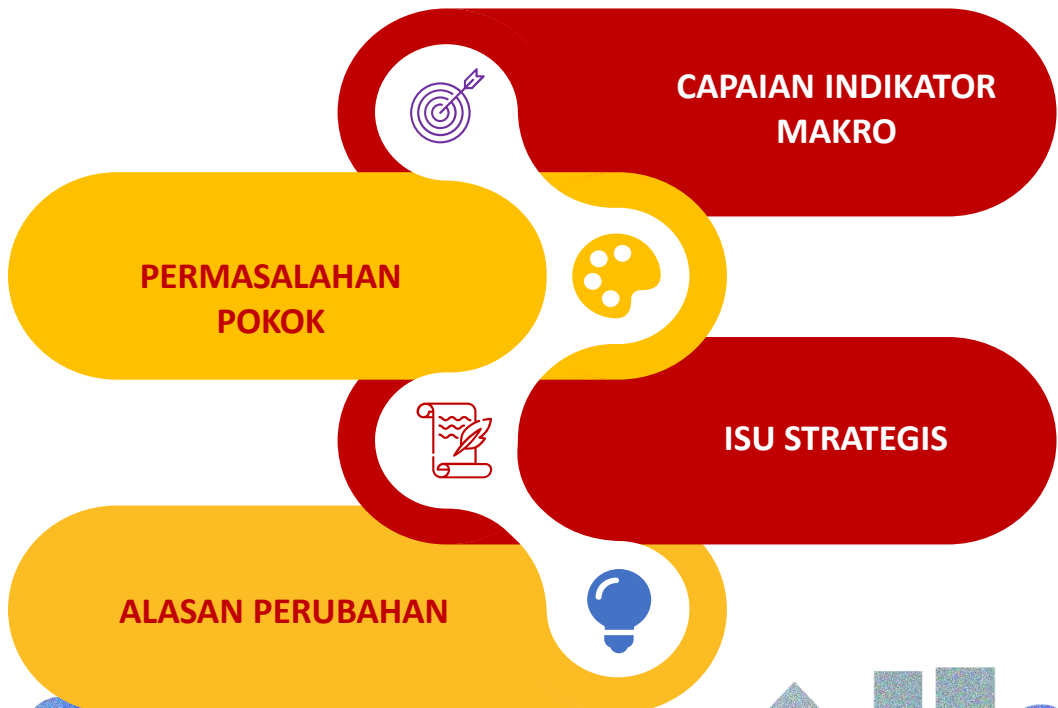 CAPAIAN INDIKATOR
MAKRO
PERMASALAHAN
POKOK
ISU STRATEGIS
ALASAN PERUBAHAN